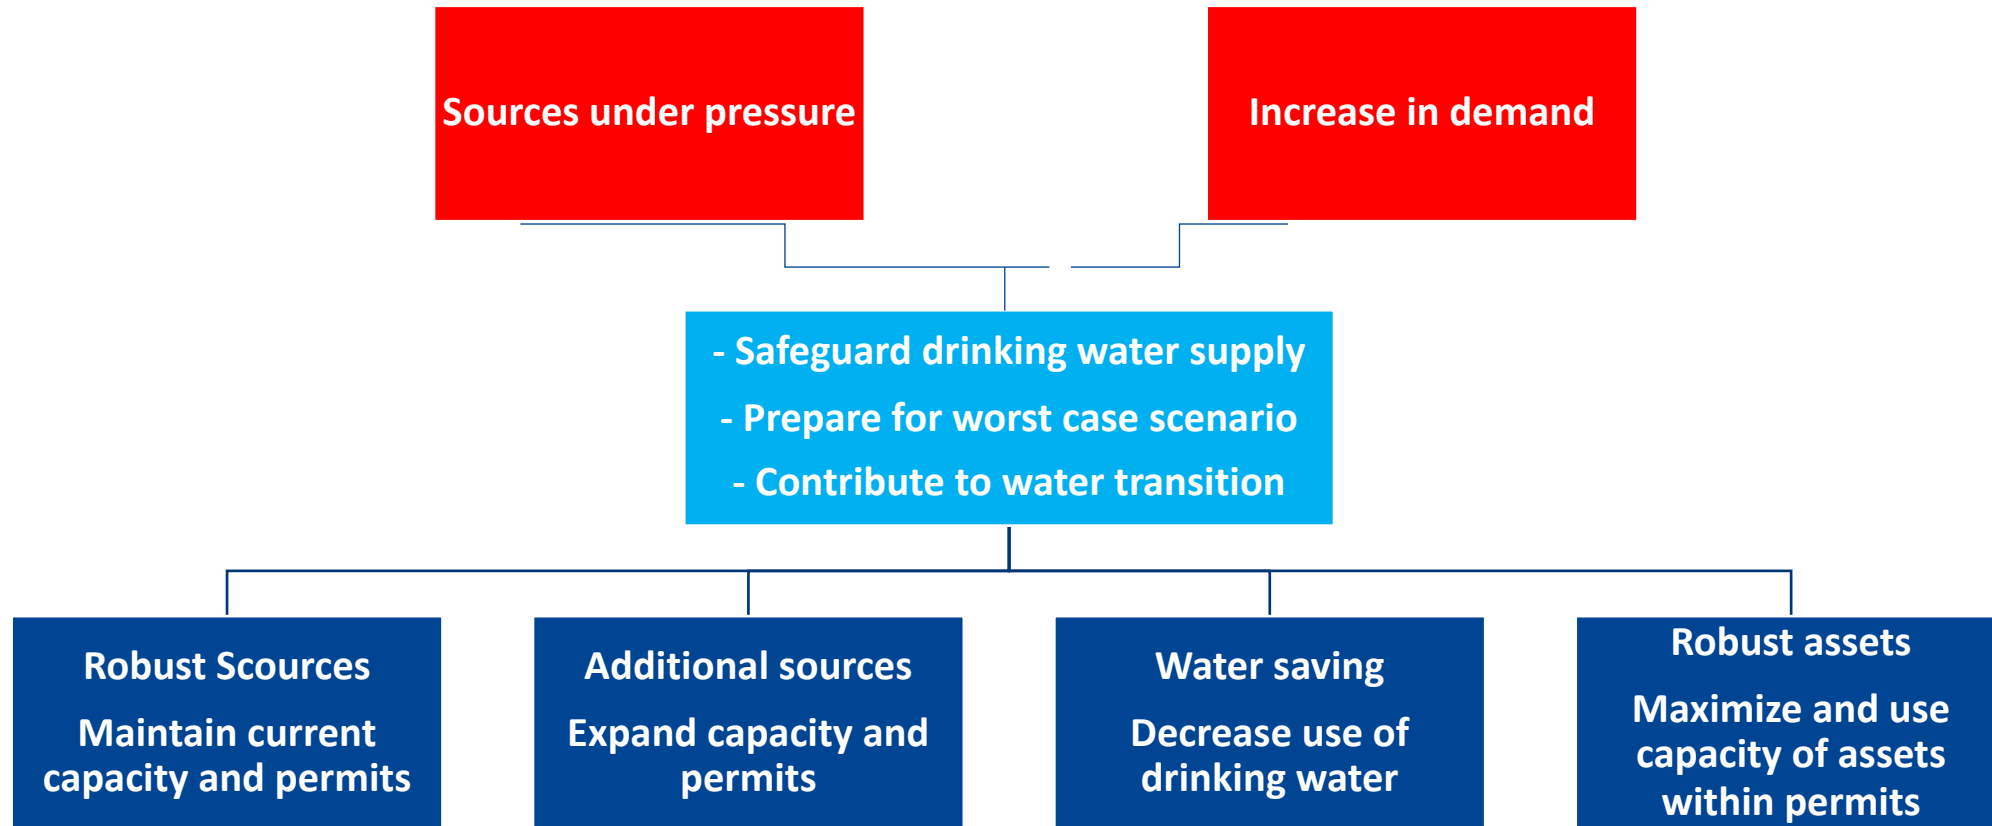 Sources under pressure
Increase in demand
- Safeguard drinking water supply
- Prepare for worst case scenario
- Contribute to water transition
Robust Scources
Maintain current
capacity and permits
Additional sources
Expand capacity and
permits
Water saving
Decrease use of
drinking water
Robust assets
Maximize and use
capacity of assets
within permits